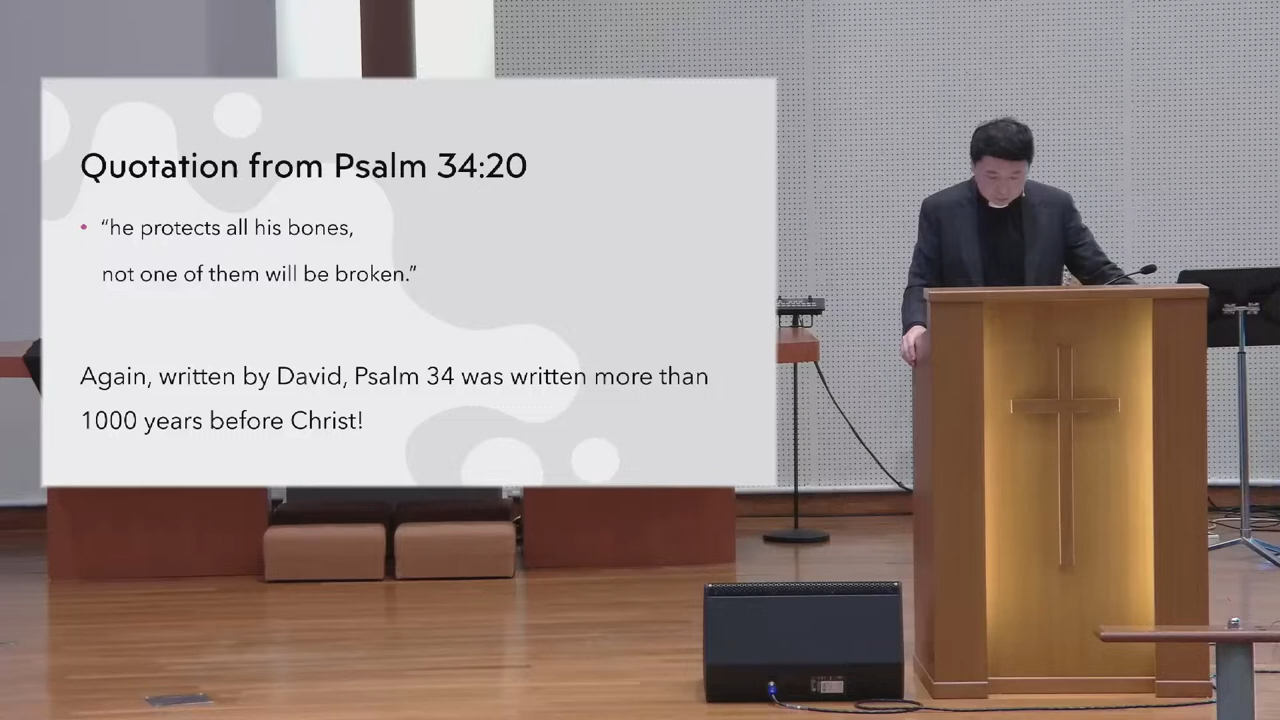 Quotation from Psalm 34:20
• “he protects all his bones,
not one of them will be broken.”
Again, written by David, Psalm 34 was written more than
1000 years before Christ!